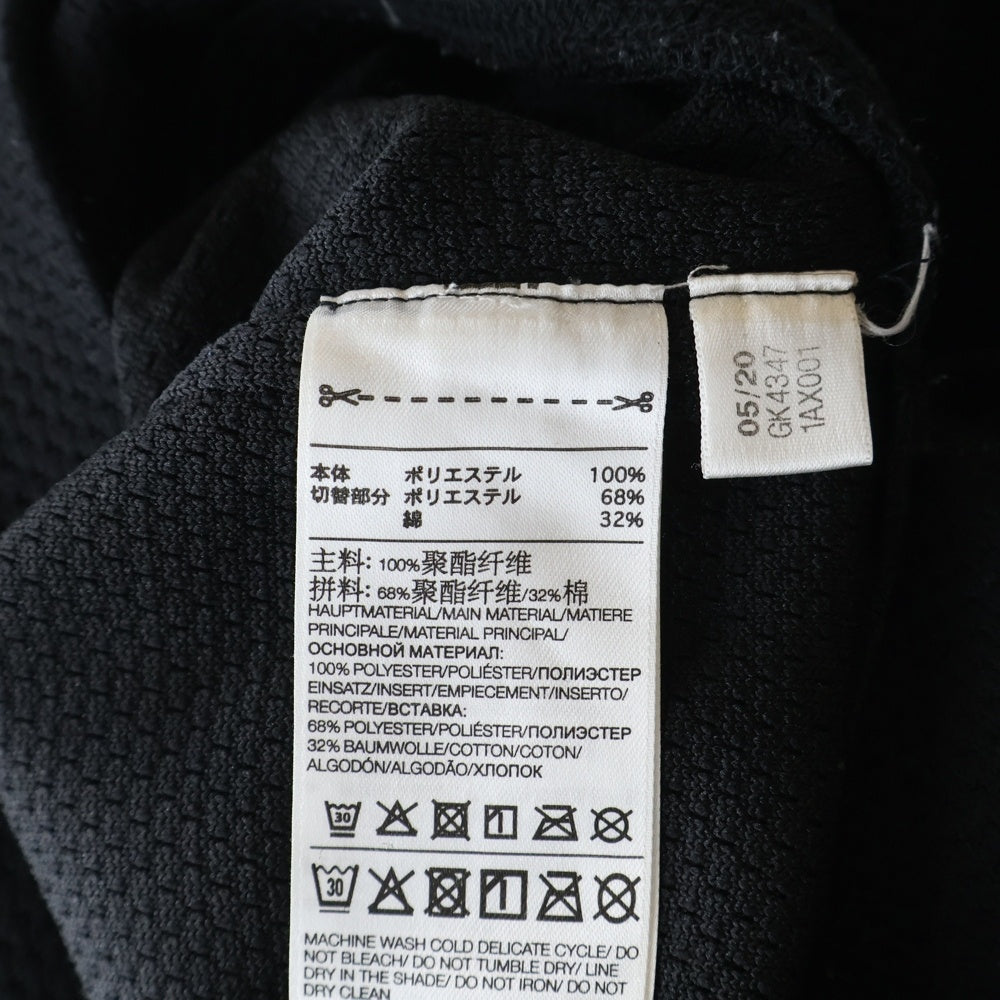 本体 ポリエステル 100%
切替部分 ポリエステル 68%
綿 32%
主料: 100%聚酯纤维
拼料: 68%聚酯纤维/32%棉
HAUPTMATERIAL/MAIN MATERIAL/MATIERE
PRINCIPALE/MATERIAL PRINCIPAL/
ОСНОВНОЙ МАТЕРИАЛ:
100% POLYESTER/POLIÉSTER/ПОЛИЭСТЕР
EINSATZ/INSERT/EMPIECEMENT/INSERTO/
RECORTE/ВСТАВКА:
68% POLYESTER/POLIÉSTER/ПОЛИЭСТЕР
32% BAUMWOLLE/COTTON/COTON/
ALGODÓN/ALGODÃO/ХЛОПОК
30
30
MACHINE WASH COLD DELICATE CYCLE/ DO
NOT BLEACH/ DO NOT TUMBLE DRY/ LINE
DRY IN THE SHADE/ DO NOT IRON/ DO NOT
DRY CLEAN
05/20
GK4347
1AX001